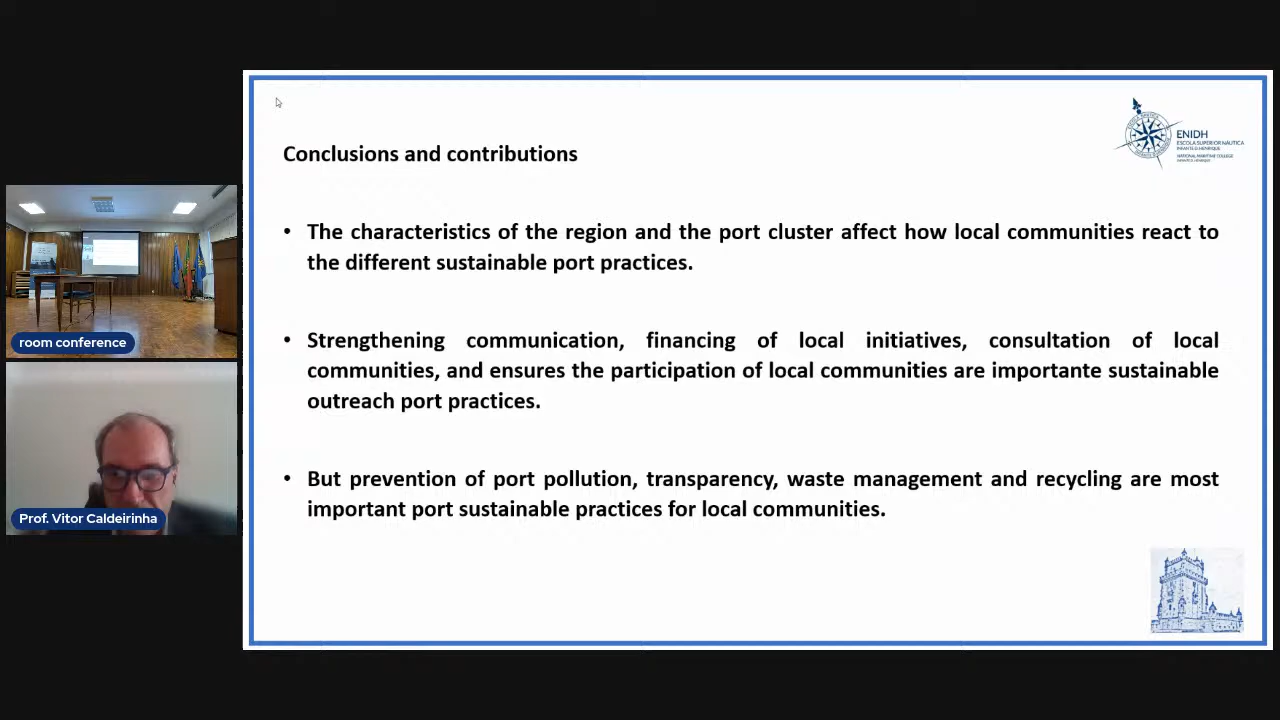 Conclusions and contributions
ENIDH
ESCOLA SUPERIOR NÁUTICA
INFANTE D. HENRIQUE
NATIONAL MARITIME COLLEGE
INFANTE D. HENRIQUE
• The characteristics of the region and the port cluster affect how local communities react to
the different sustainable port practices.
• Strengthening communication, financing of local initiatives, consultation of local
communities, and ensures the participation of local communities are importante sustainable
outreach port practices.
• But prevention of port pollution, transparency, waste management and recycling are most
important port sustainable practices for local communities.
room conference
Prof. Vitor Caldeirinha